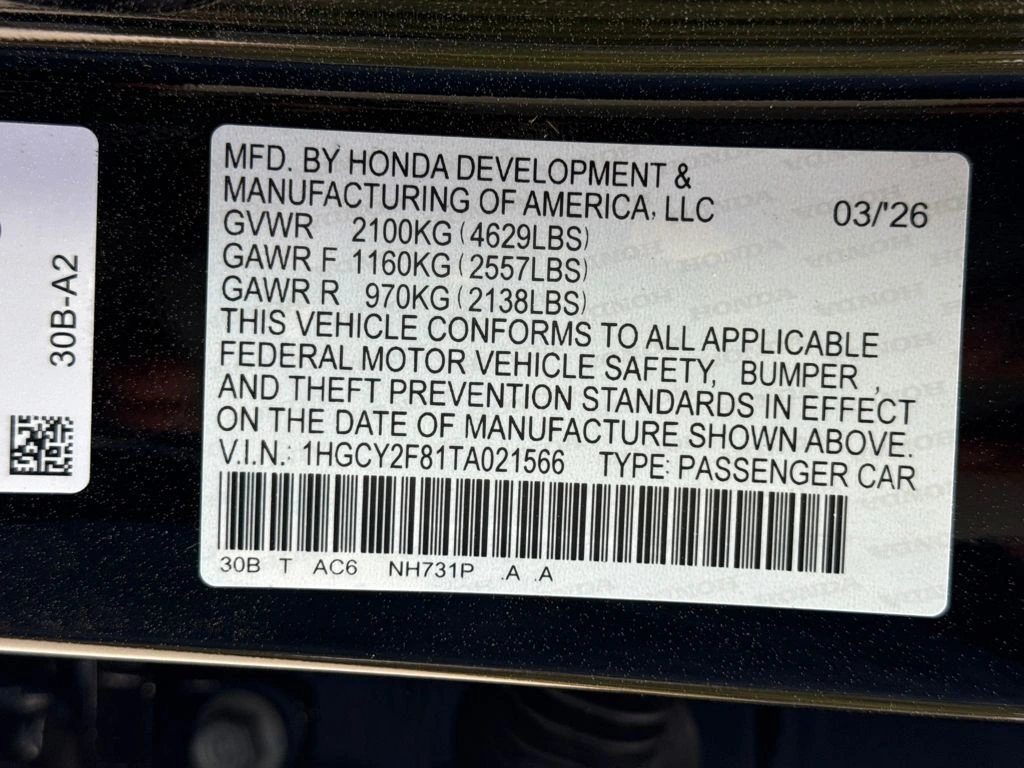 MFD. BY HONDA DEVELOPMENT &
MANUFACTURING OF AMERICA, LLC 03/'26
GVWR 2100KG (4629LBS)
GAWR F 1160KG (2557LBS)
GAWR R 970KG (2138LBS)
THIS VEHICLE CONFORMS TO ALL APPLICABLE
FEDERAL MOTOR VEHICLE SAFETY, BUMPER ,
AND THEFT PREVENTION STANDARDS IN EFFECT
ON THE DATE OF MANUFACTURE SHOWN ABOVE.
V.I.N.: 1HGCY2F81TA021566 TYPE: PASSENGER CAR
30B T AC6 NH731P .A .A
30B-A2